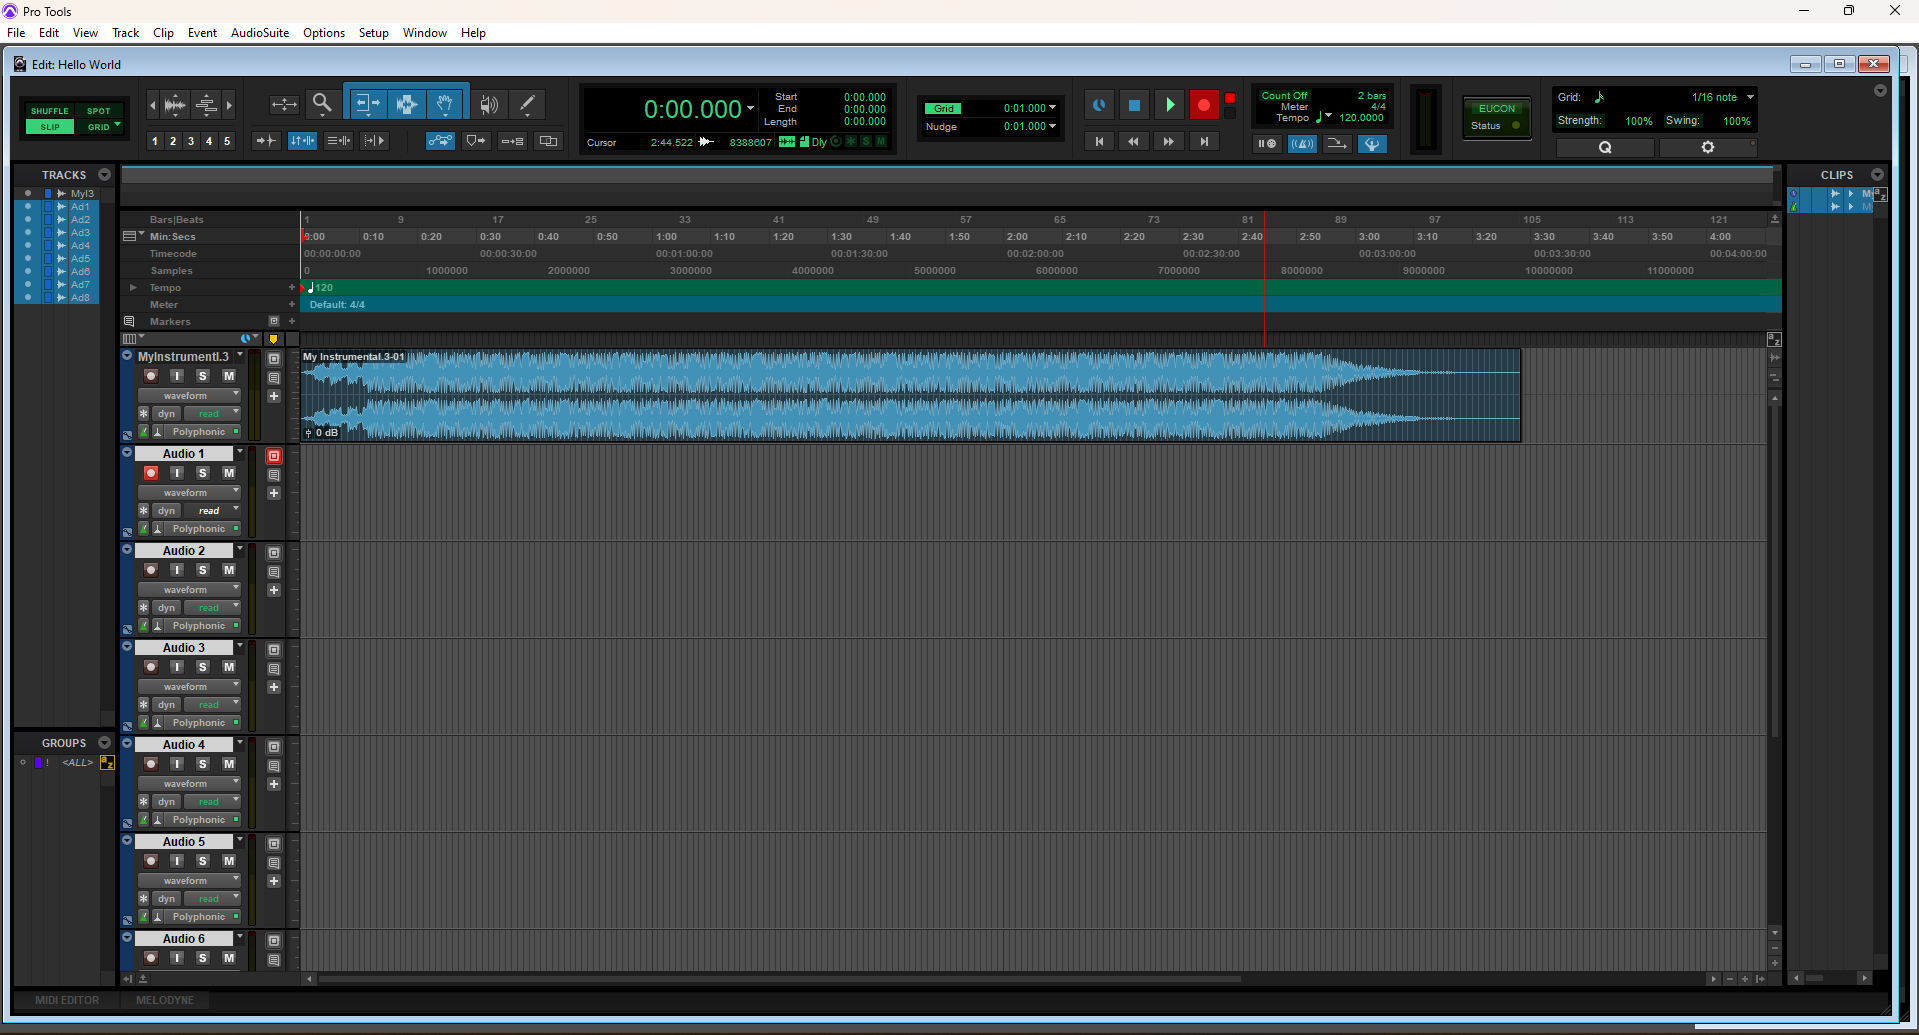 Pro Tools
File Edit View Track Clip Event AudioSuite Options Setup Window Help
Edit: Hello World
SHUFFLE SPOT
SLIP GRID
1 2 3 4 5
0:00.000
Start 0:00.000
End 0:00.000
Length 0:00.000
Cursor 2:44.522 8388607 Dly S M
Grid 0:01.000
Nudge 0:01.000
Count Off 2 bars
Meter 4/4
Tempo 120.0000
EUCON
Status
Grid: 1/16 note
Strength: 100% Swing: 100%
Q
TRACKS
MyI3
Ad1
Ad2
Ad3
Ad4
Ad5
Ad6
Ad7
Ad8
GROUPS
! <ALL> a z
CLIPS
a z
Bars|Beats 1 9 17 25 33 41 49 57 65 73 81 89 97 105 113 121
Min:Secs 0:00 0:10 0:20 0:30 0:40 0:50 1:00 1:10 1:20 1:30 1:40 1:50 2:00 2:10 2:20 2:30 2:40 2:50 3:00 3:10 3:20 3:30 3:40 3:50 4:00
Timecode 00:00:00:00 00:00:30:00 00:01:00:00 00:01:30:00 00:02:00:00 00:02:30:00 00:03:00:00 00:03:30:00 00:04:00:00
Samples 0 1000000 2000000 3000000 4000000 5000000 6000000 7000000 8000000 9000000 10000000 11000000
Tempo 120
Meter Default: 4/4
Markers
a z
MyInstrumentl.3
I S M
waveform
dyn read
Polyphonic
My Instrumental.3-01
0 dB
Audio 1
I S M
waveform
dyn read
Polyphonic
Audio 2
I S M
waveform
dyn read
Polyphonic
Audio 3
I S M
waveform
dyn read
Polyphonic
Audio 4
I S M
waveform
dyn read
Polyphonic
Audio 5
I S M
waveform
dyn read
Polyphonic
Audio 6
I S M
MIDI EDITOR MELODYNE